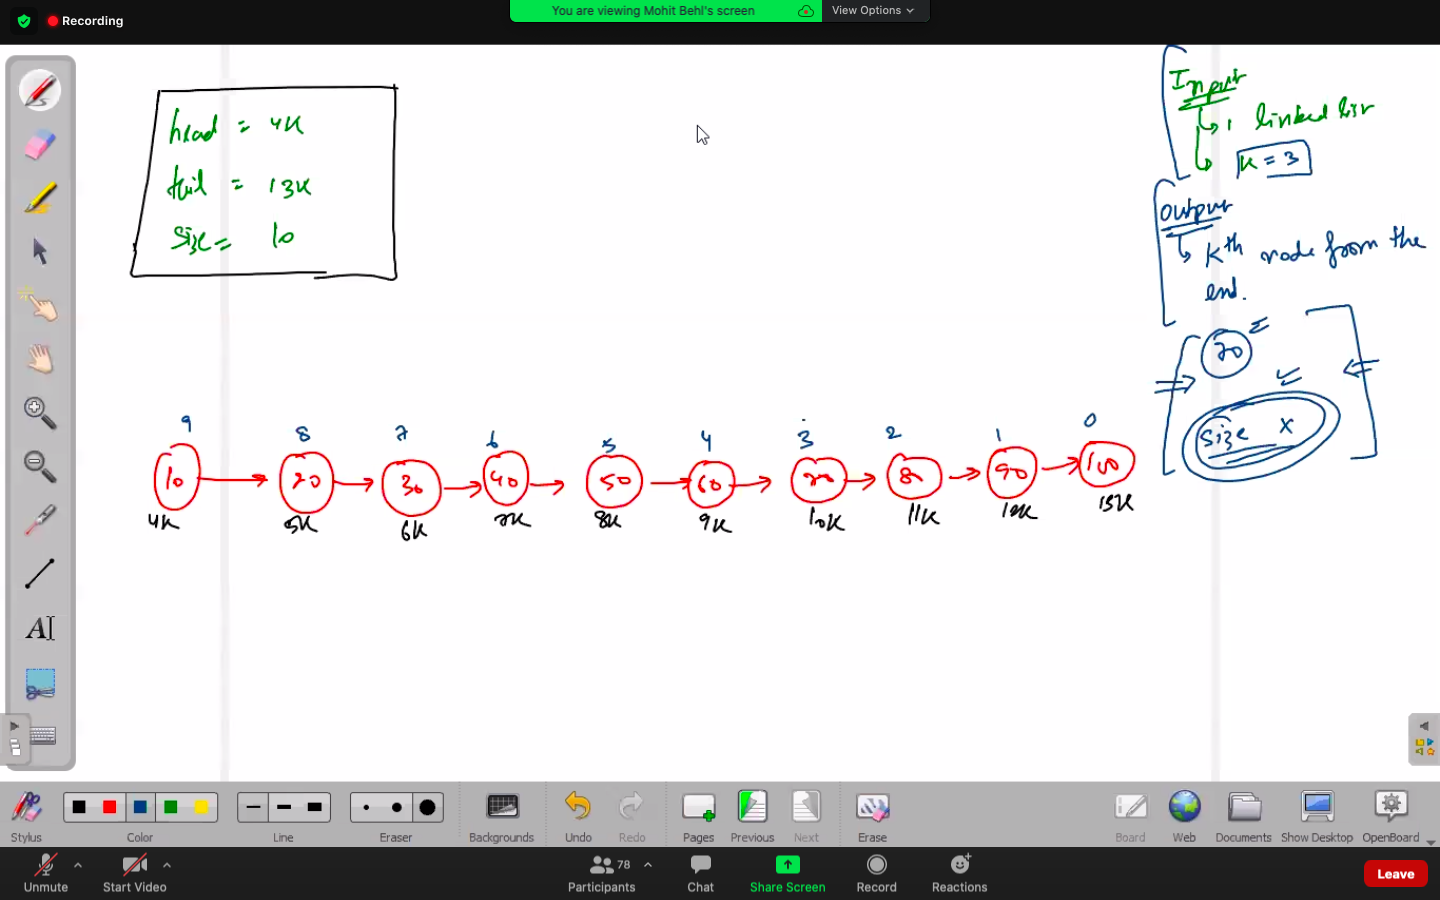 Recording
You are viewing Mohit Behl's screen
View Options
head = 4K
tail = 13K
Size = 10
Input
1 linked list
K = 3
Output
Kth node from the
end.
70
Size X
9 8 7 6 5 4 3 2 1 0
10 20 30 40 50 60 70 80 90 100
4K 5K 6K 7K 8K 9K 10K 11K 12K 13K
A
Stylus Color Line Eraser Backgrounds Undo Redo Pages Previous Next Erase Board Web Documents Show Desktop OpenBoard
78
Unmute Start Video Participants Chat Share Screen Record Reactions Leave